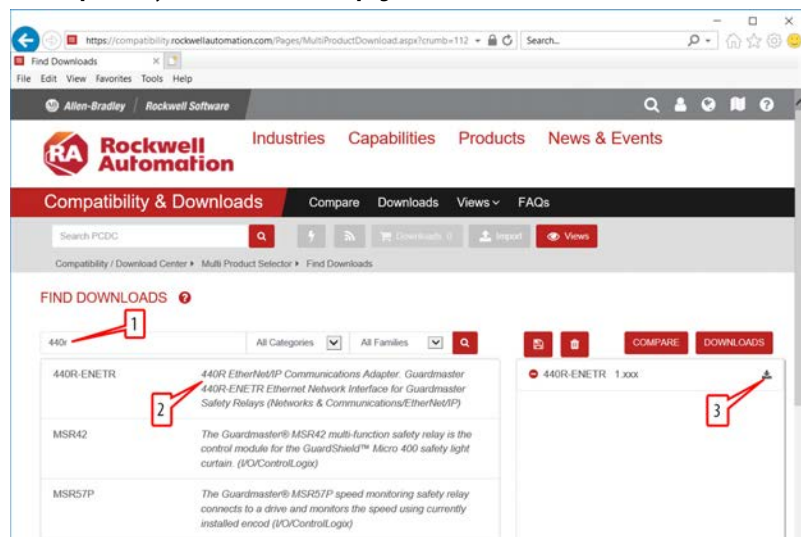 https://compatibility.rockwellautomation.com/Pages/MultiProductDownload.aspx?crumb=112
Search...
Find Downloads
File Edit View Favorites Tools Help
Allen-Bradley Rockwell Software
Rockwell Automation
Industries Capabilities Products News & Events
Compatibility & Downloads Compare Downloads Views FAQs
Search PCDC Downloads 0 Import Views
Compatibility / Download Center Multi Product Selector Find Downloads
FIND DOWNLOADS
1
440r All Categories All Families COMPARE DOWNLOADS
440R-ENETR 440R EtherNet/IP Communications Adapter. Guardmaster 440R-ENETR 1.xxx
440R-ENETR Ethernet Network Interface for Guardmaster
Safety Relays (Networks & Communications/EtherNet/IP)
2
3
MSR42 The Guardmaster® MSR42 multi-function safety relay is the
control module for the GuardShield™ Micro 400 safety light
curtain. (I/O/ControlLogix)
MSR57P The Guardmaster® MSR57P speed monitoring safety relay
connects to a drive and monitors the speed using currently
installed encod (I/O/ControlLogix)